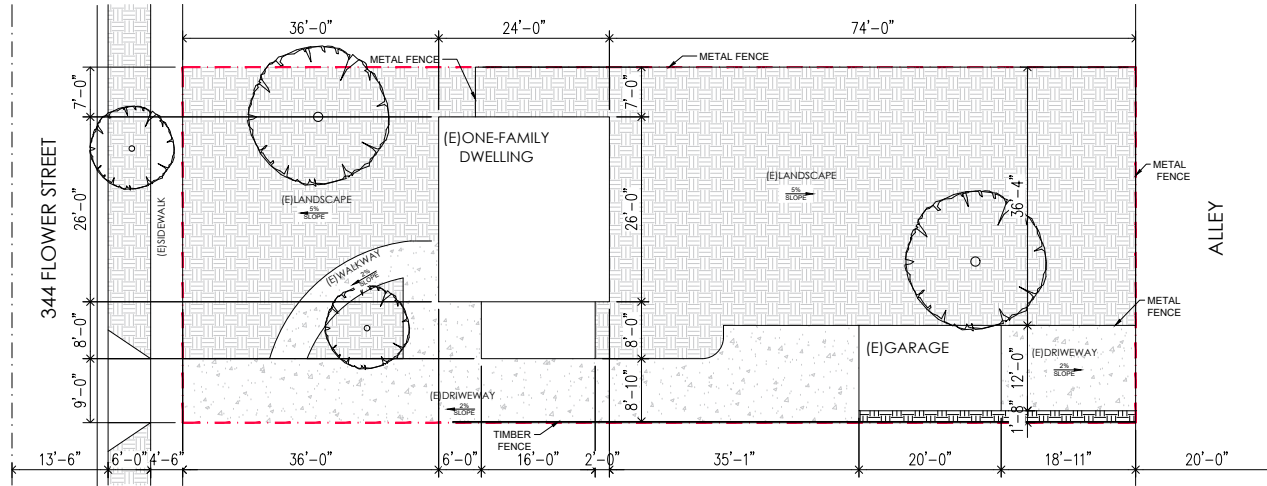 36'-0"
24'-0"
74'-0"
METAL FENCE
METAL FENCE
7'-0"
7'-0"
(E)ONE-FAMILY
DWELLING
344 FLOWER STREET
(E)SIDEWALK
26'-0"
(E)LANDSCAPE
5%
SLOPE
26'-0"
(E)LANDSCAPE
5%
SLOPE
36'-4"
METAL
FENCE
ALLEY
(E)WALKWAY
2%
SLOPE
METAL
FENCE
8'-0"
8'-0"
(E)GARAGE
(E)DRIWEWAY
2%
SLOPE
12'-0"
9'-0"
(E)DRIWEWAY
2%
SLOPE
8'-10"
1'-8"
TIMBER
FENCE
13'-6"
6'-0"
4'-6"
36'-0"
6'-0"
16'-0"
2'-0"
35'-1"
20'-0"
18'-11"
20'-0"